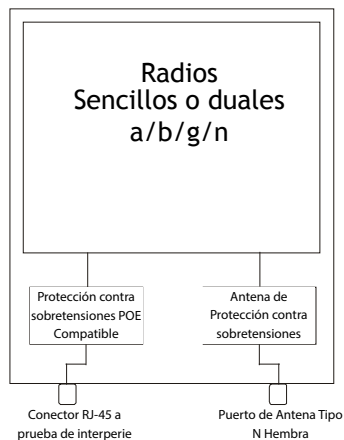 Radios
Sencillos o duales
a/b/g/n
Protección contra
sobretensiones POE
Compatible
Antena de
Protección contra
sobretensiones
Conector RJ-45 a
prueba de interperie
Puerto de Antena Tipo
N Hembra